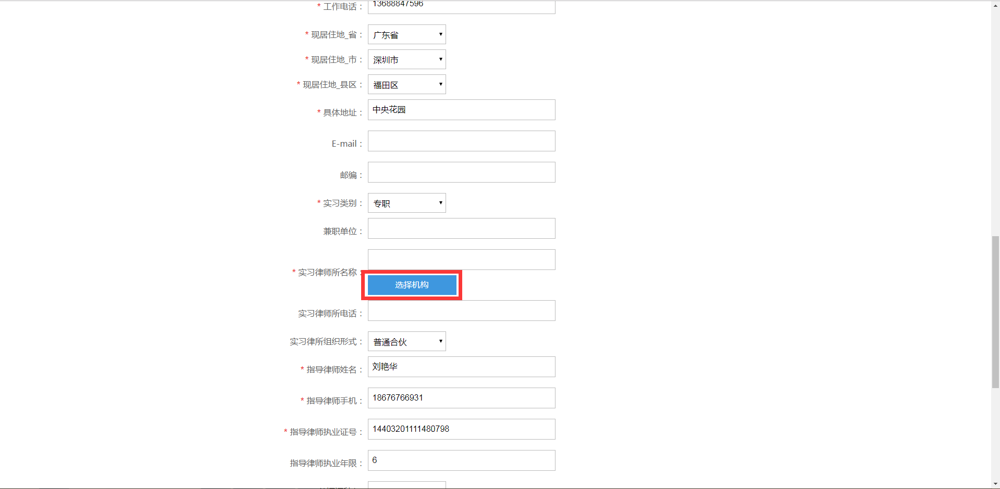 * 工作电话：13688847596
* 现居住地_省：广东省
* 现居住地_市：深圳市
* 现居住地_县区：福田区
* 具体地址：中央花园
E-mail：
邮编：
* 实习类别：专职
兼职单位：
* 实习律师所名称：
选择机构
实习律师所电话：
实习律所组织形式：普通合伙
* 指导律师姓名：刘艳华
* 指导律师手机：18676766931
* 指导律师执业证号：14403201111480798
指导律师执业年限：6